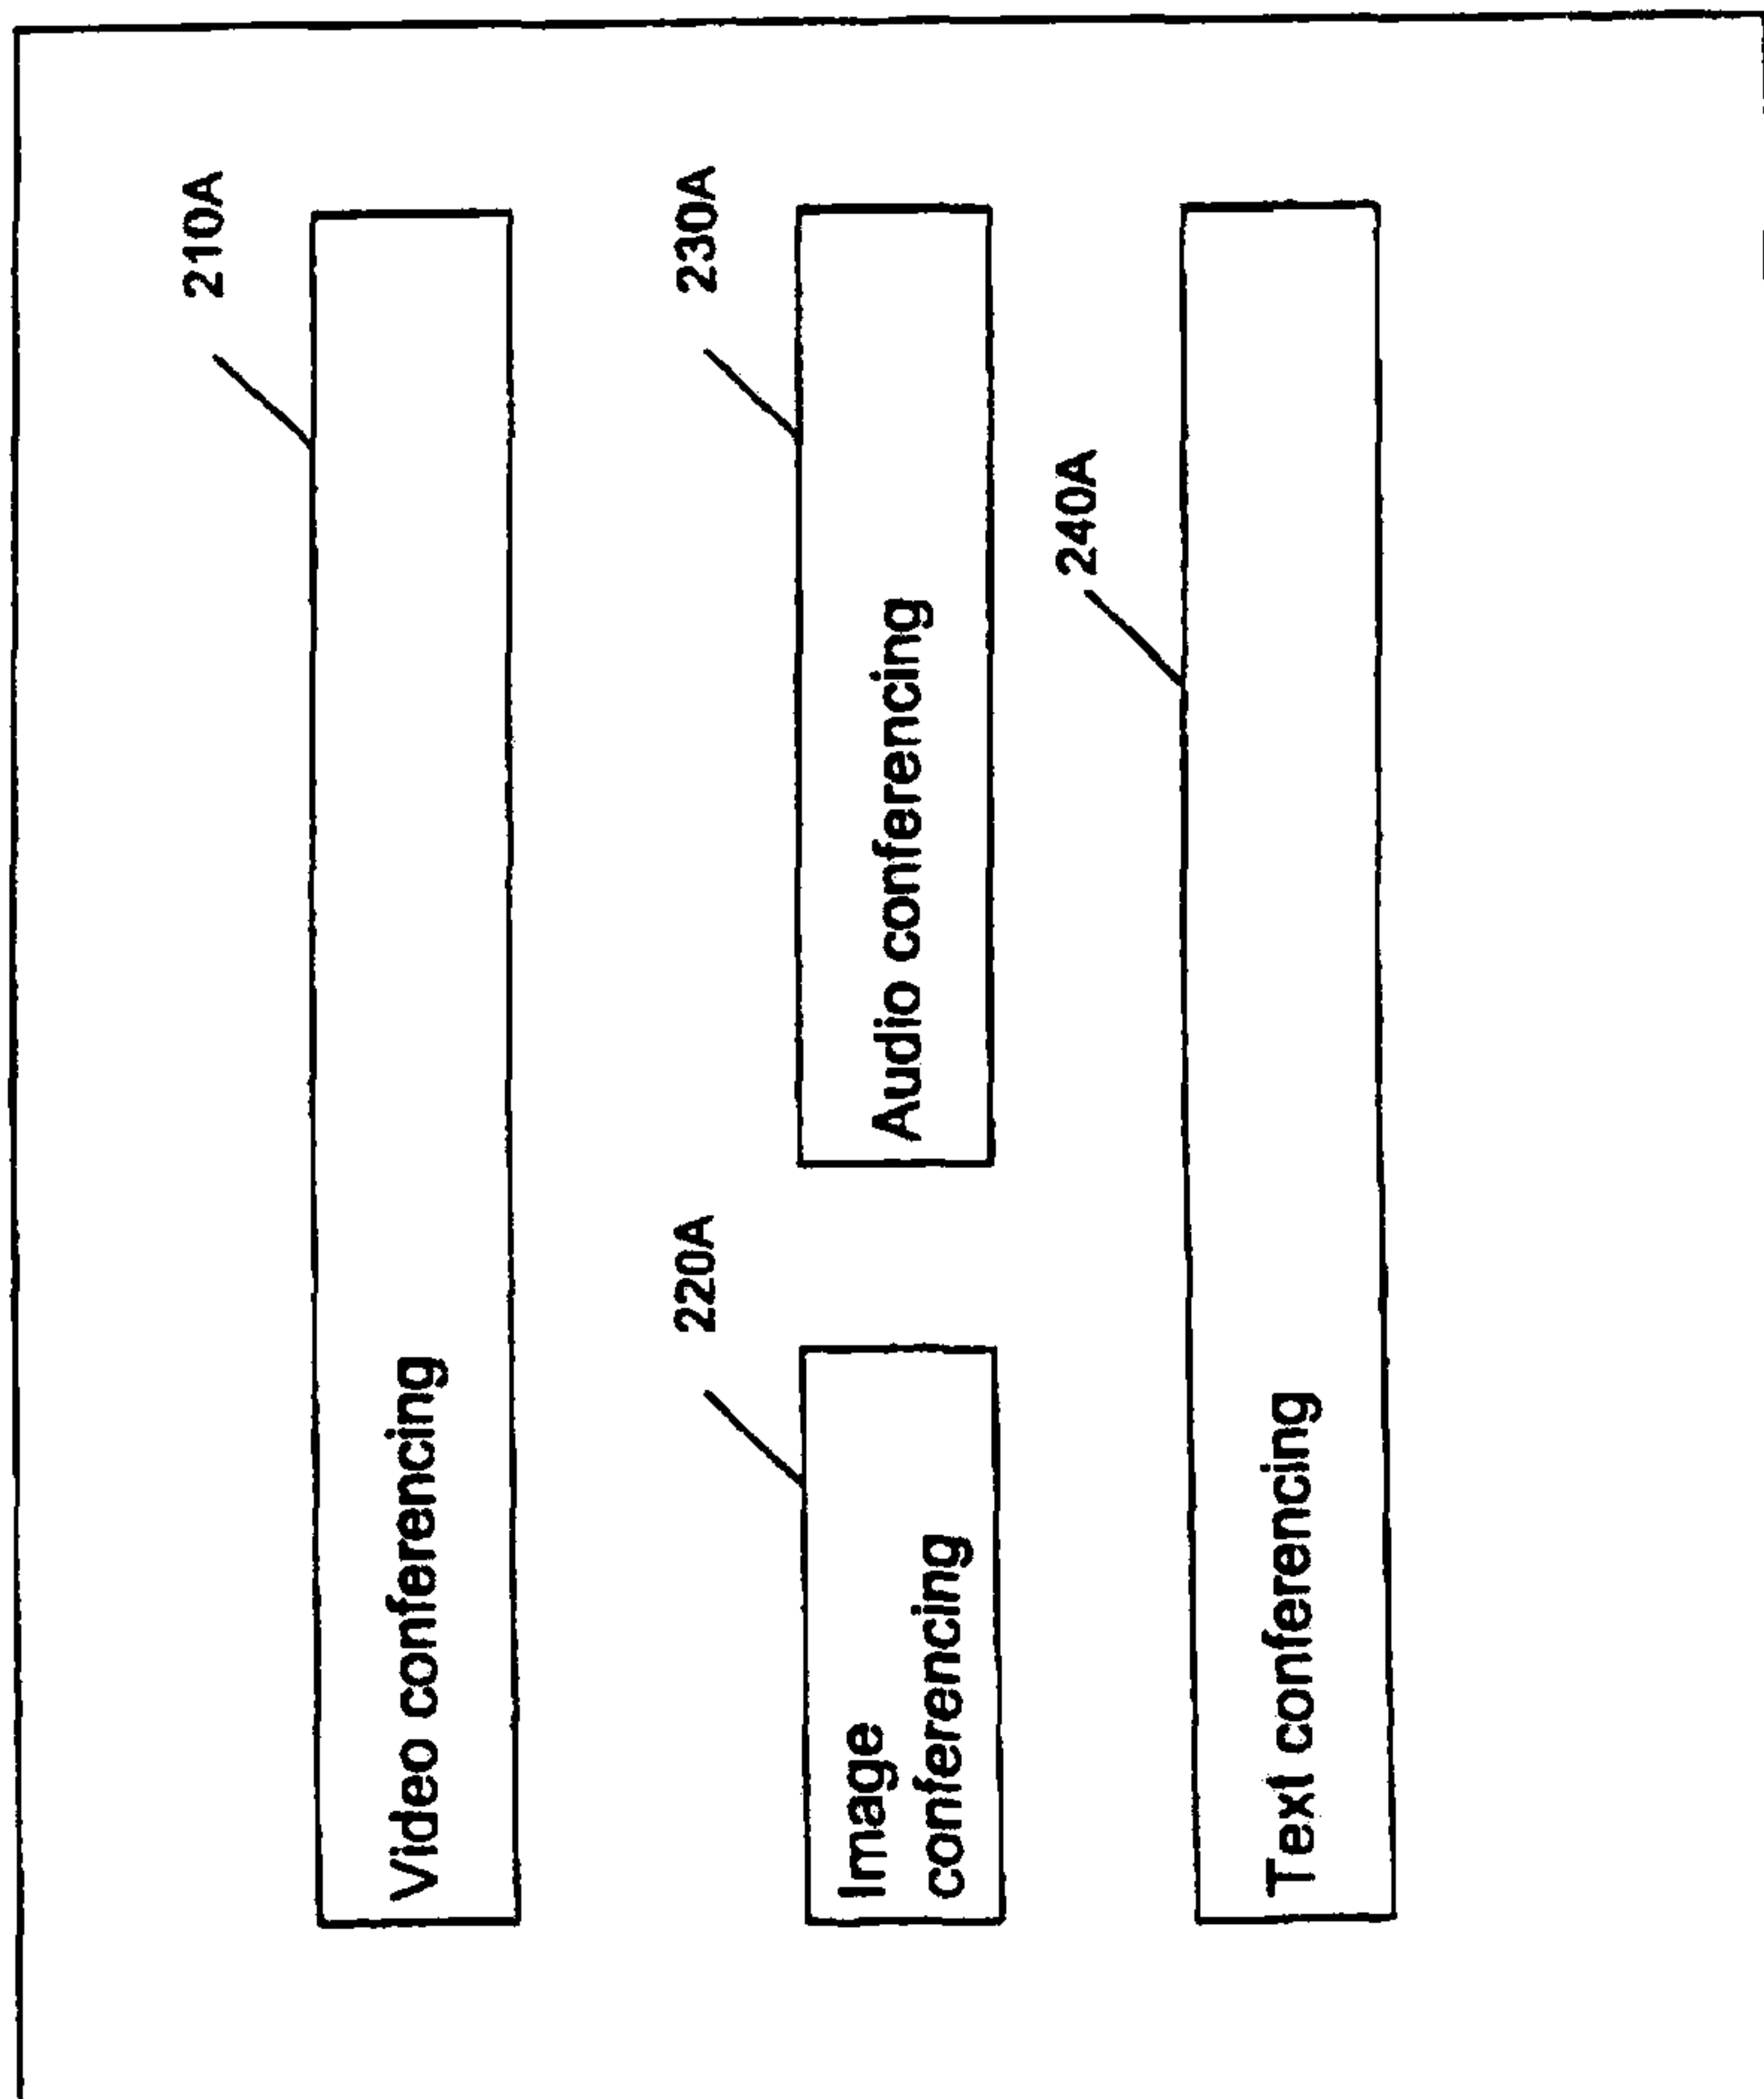 210A
Video conferencing
220A
230A
Image
conferencing
Audio conferencing
240A
Text conferencing